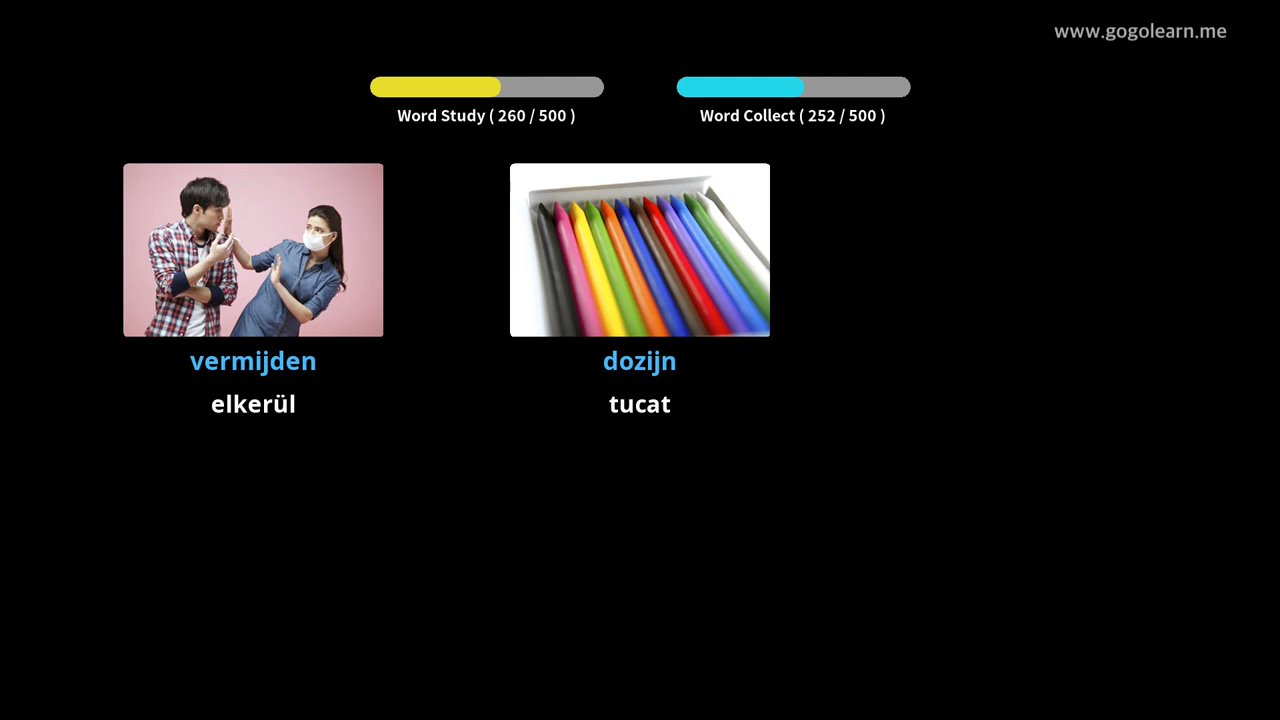 www.gogolearn.me
Word Study ( 260 / 500 )
Word Collect ( 252 / 500 )
vermijden
dozijn
elkerül
tucat